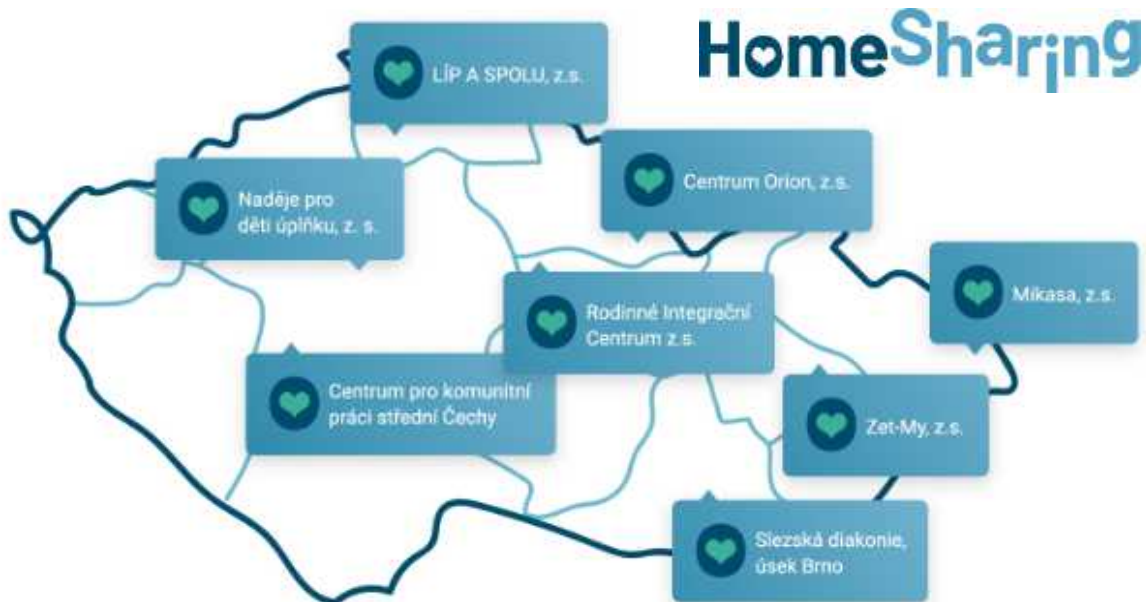 HomeSharing
LÍP A SPOLU, z.s.
Centrum Orion, z.s.
Naděje pro
děti úplňku, z. s.
Mikasa, z.s.
Rodinné Integrační
Centrum z.s.
Centrum pro komunitní
práci střední Čechy
Zet-My, z.s.
Slezská diakonie,
úsek Brno